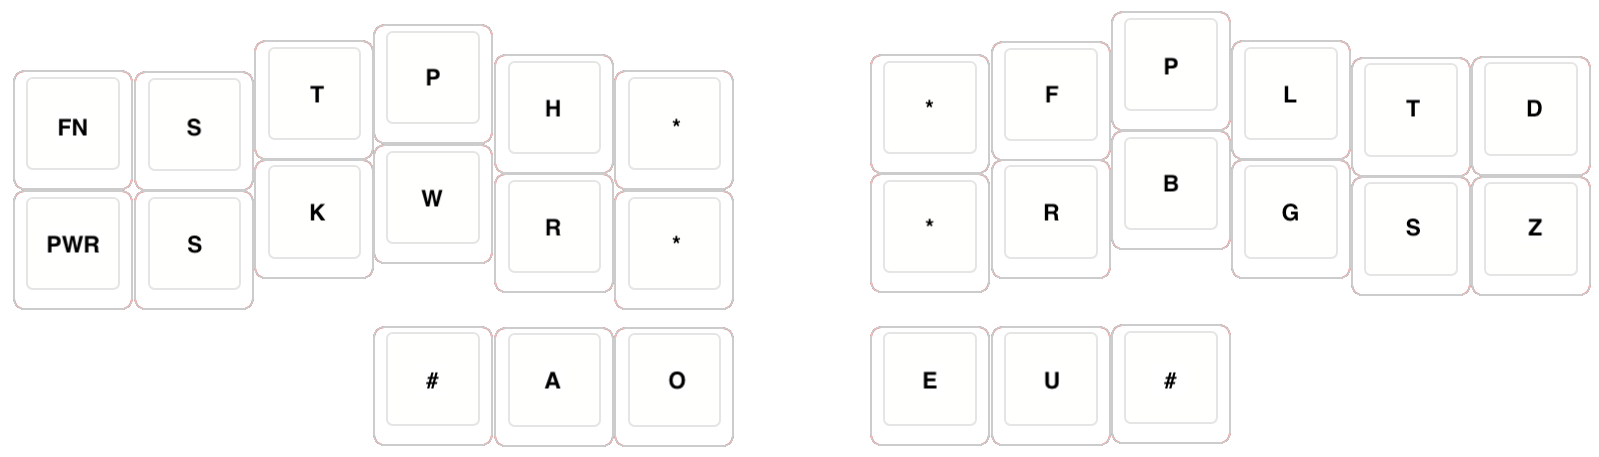 FN S T P H * * F P L T D
PWR S K W R * * R B G S Z
# A O E U #